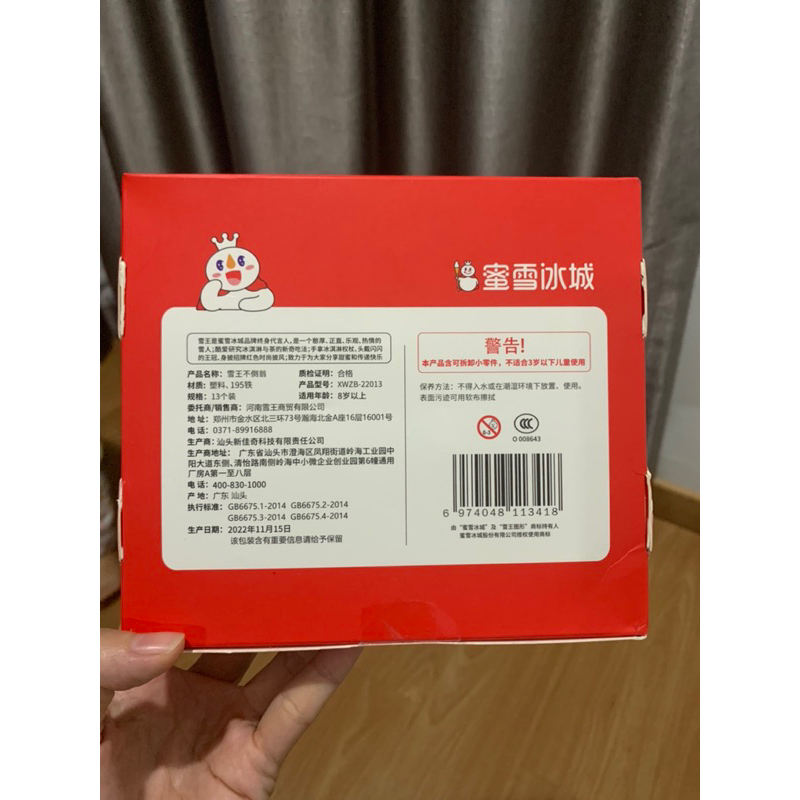 蜜雪冰城
雪王是蜜雪冰城品牌终身代言人,是一个憨厚、正直、乐观、热情的
雪人;酷爱研究冰淇淋与茶的新奇吃法;手拿冰淇淋权杖,头戴闪闪
的王冠,身披招牌红色时尚披风;致力于为大家分享甜蜜和传递快乐
产品名称:雪王不倒翁 质检证明:合格
材质:塑料、195铁 产品型号:XWZB-22013
规格:13个装 适用年龄:8岁以上
委托商/销售商:河南雪王商贸有限公司
地 址:郑州市金水区北三环73号瀚海北金A座16层16001号
电话:0371-89916888
生产商:汕头新佳奇科技有限责任公司
生产商地址: 广东省汕头市澄海区凤翔街道岭海工业园中
阳大道东侧、清怡路南侧岭海中小微企业创业园第6幢通用
厂房A第一至八层
电 话: 400-830-1000
产 地:广东 汕头
执行标准: GB6675.1-2014 GB6675.2-2014
GB6675.3-2014 GB6675.4-2014
生产日期: 2022年11月15日
该包装含有重要信息请给予保留
警告!
本产品含可拆卸小零件,不适合3岁以下儿童使用
保养方法:不得入水或在潮湿环境下放置、使用。
表面污迹可用软布擦拭
0-3
CCC
O 008643
6 974048 113418
由“蜜雪冰城”及“雪王图形”商标持有人
蜜雪冰城股份有限公司授权使用商标